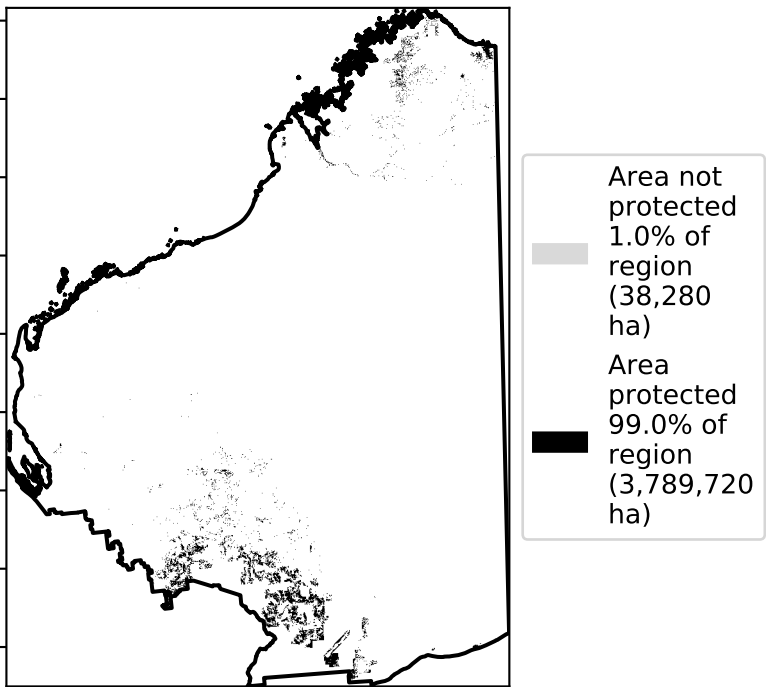 Area not
protected
1.0% of
region
(38,280
ha)
Area
protected
99.0% of
region
(3,789,720
ha)